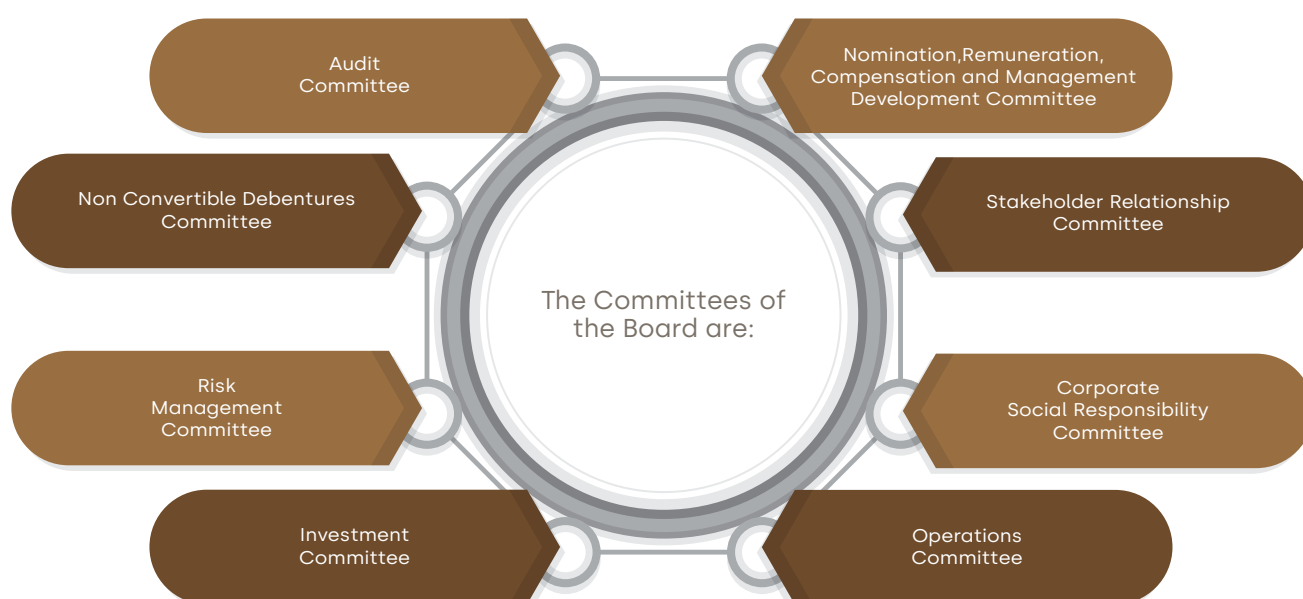 Audit
Committee
Nomination,Remuneration,
Compensation and Management
Development Committee
Non Convertible Debentures
Committee
Stakeholder Relationship
Committee
The Committees of
the Board are:
Risk
Management
Committee
Corporate
Social Responsibility
Committee
Investment
Committee
Operations
Committee